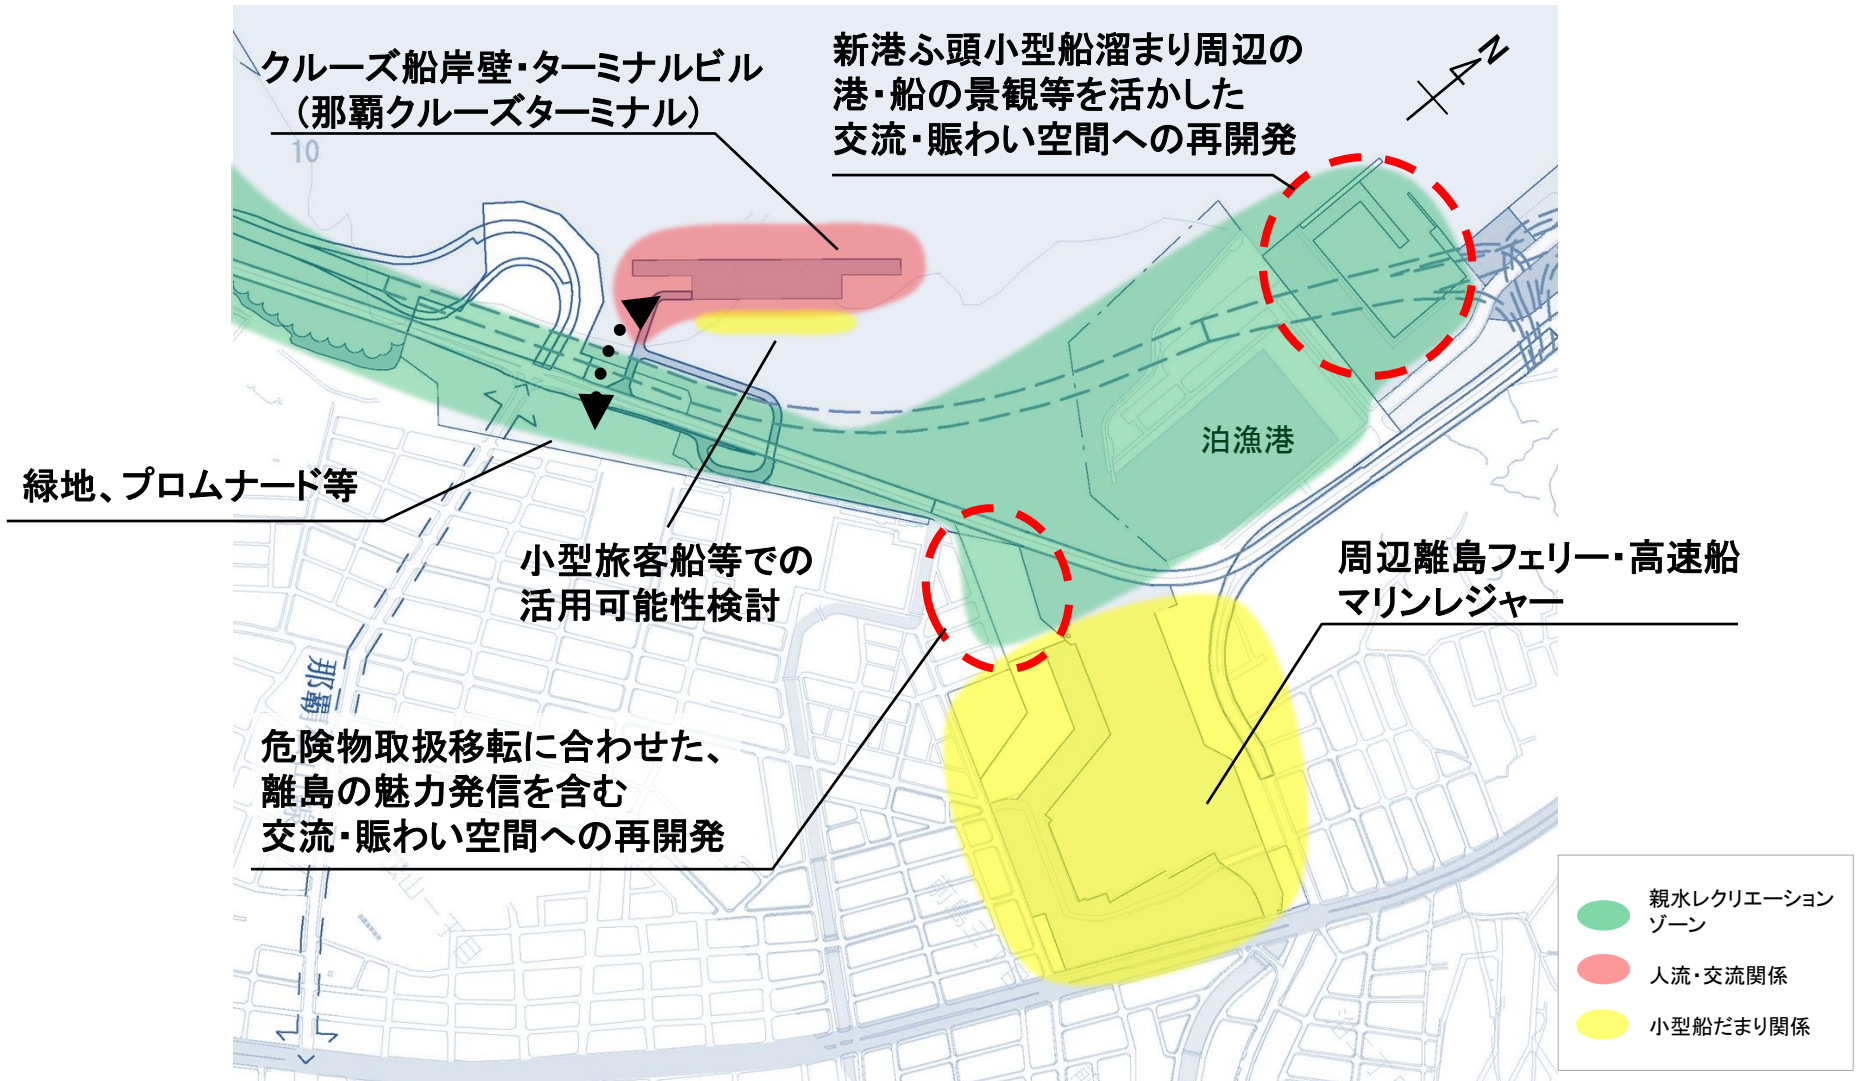 クルーズ船岸壁・ターミナルビル
(那覇クルーズターミナル)
新港ふ頭小型船溜まり周辺の
港・船の景観等を活かした
交流・賑わい空間への再開発
N
10
泊漁港
緑地、プロムナード等
小型旅客船等での
活用可能性検討
周辺離島フェリー・高速船
マリンレジャー
危険物取扱移転に合わせた、
離島の魅力発信を含む
交流・賑わい空間への再開発
那覇
山
親水レクリエーション
ゾーン
人流・交流関係
小型船だまり関係